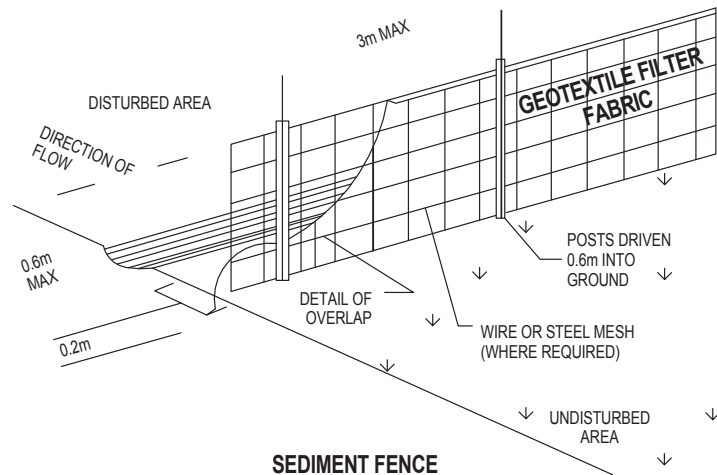 3m MAX
DISTURBED AREA
GEOTEXTILE FILTER
FABRIC
DIRECTION OF
FLOW
0.6m
MAX
POSTS DRIVEN
0.6m INTO
GROUND
DETAIL OF
OVERLAP
WIRE OR STEEL MESH
(WHERE REQUIRED)
0.2m
UNDISTURBED
AREA
SEDIMENT FENCE